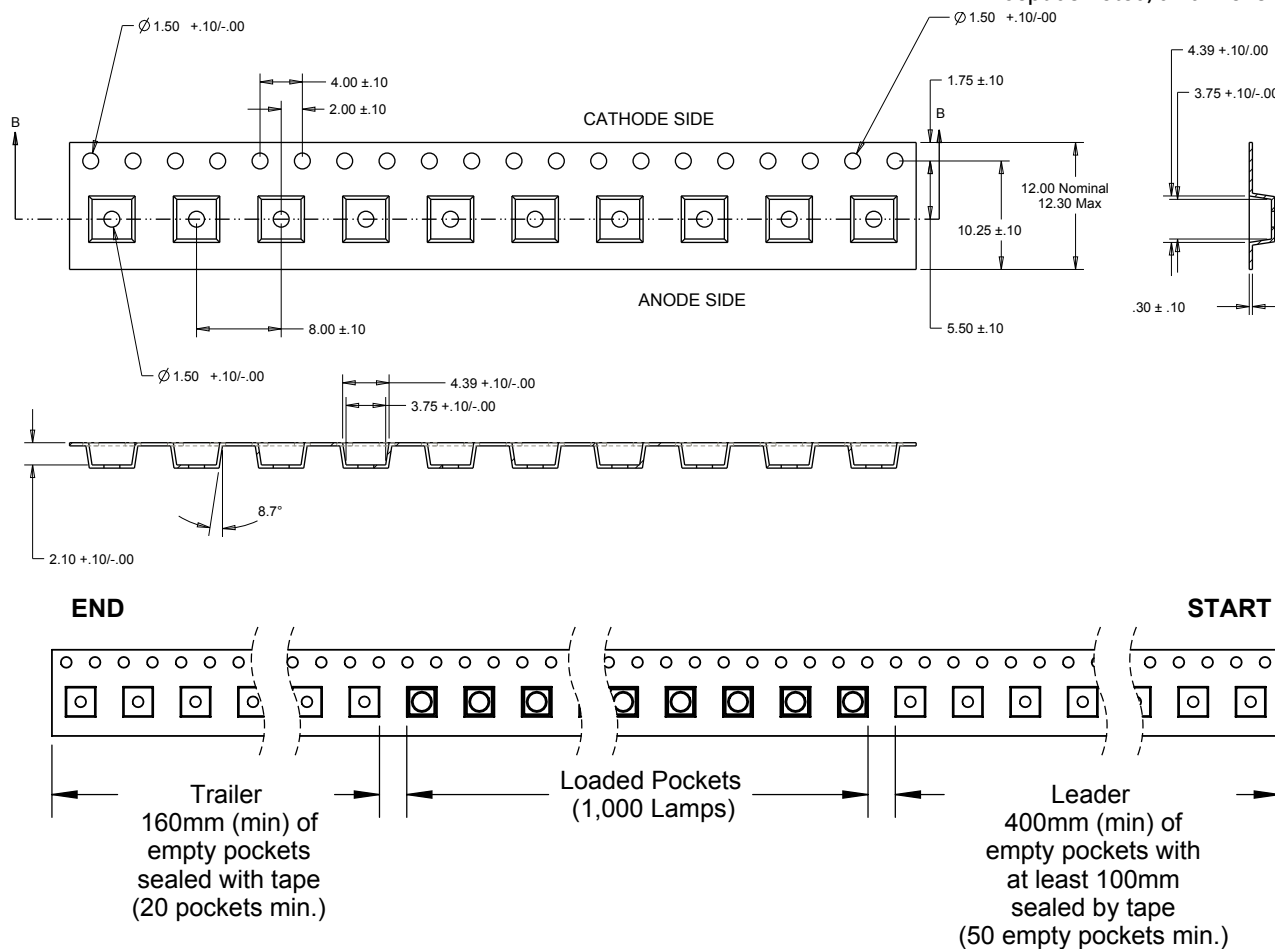 Ø 1.50 +.10/-.00
Ø 1.50 +.10/-00
4.00 ±.10
2.00 ±.10
1.75 ±.10
4.39 +.10/.00
3.75 +.10/-.00
B
B
CATHODE SIDE
12.00 Nominal
12.30 Max
10.25 ±.10
ANODE SIDE
8.00 ±.10
5.50 ±.10
.30 ± .10
Ø 1.50 +.10/-.00
4.39 +.10/-.00
3.75 +.10/-.00
8.7°
2.10 +.10/-.00
END
START
Trailer
160mm (min) of
empty pockets
sealed with tape
(20 pockets min.)
Loaded Pockets
(1,000 Lamps)
Leader
400mm (min) of
empty pockets with
at least 100mm
sealed by tape
(50 empty pockets min.)